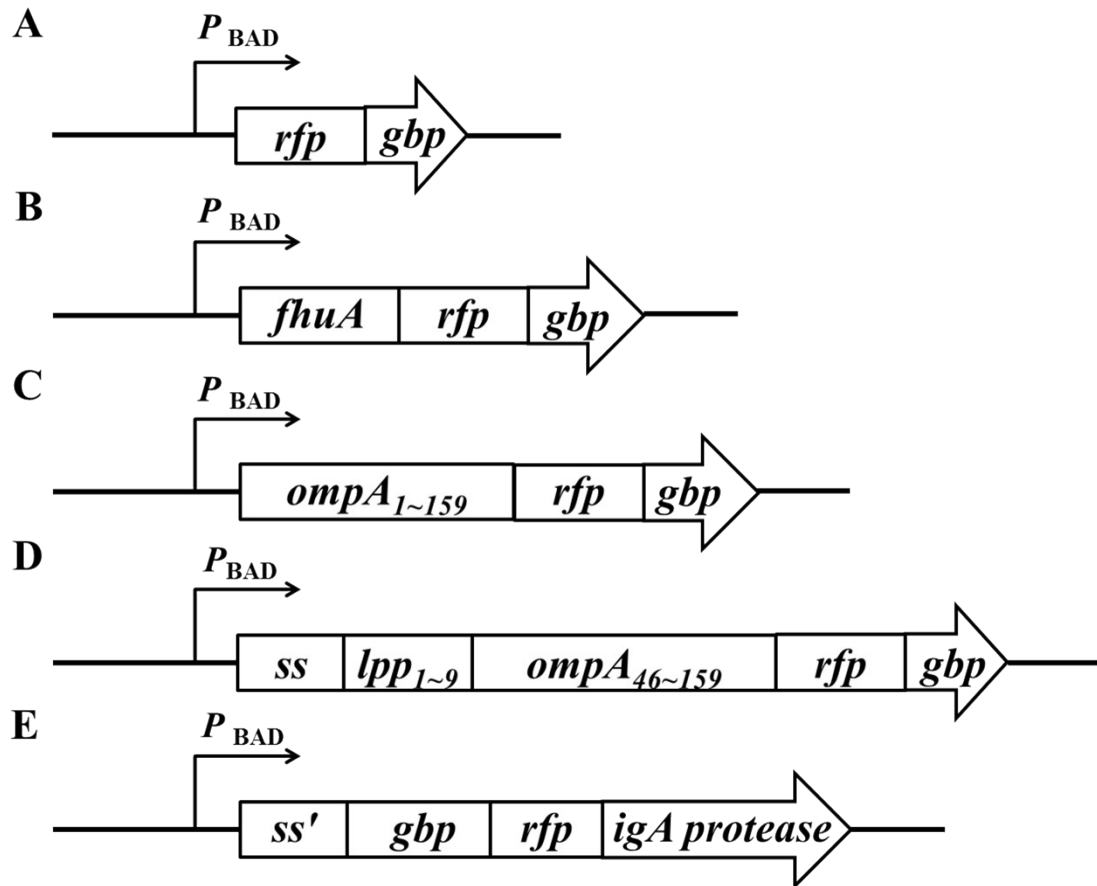 A
P BAD
rfp gbp
B
P BAD
fhuA rfp gbp
C
P BAD
ompA1~159 rfp gbp
D
PBAD
ss lpp1~9 ompA46~159 rfp gbp
E
P BAD
ss' gbp rfp igA protease